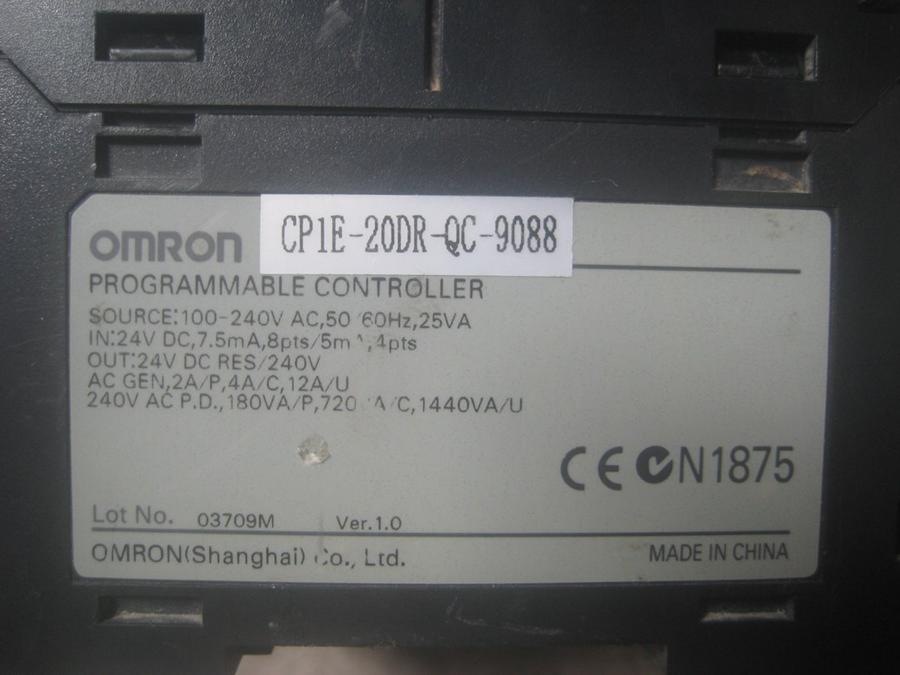 OMRON CP1E-20DR-QC-9088
PROGRAMMABLE CONTROLLER
SOURCE:100-240V AC,50 60Hz,25VA
IN:24V DC,7.5mA,8pts/5m ,4pts
OUT:24V DC RES/240V
AC GEN,2A/P,4A/C,12A/U
240V AC P.D.,180VA/P,720 A/C,1440VA/U
CE N1875
Lot No. 03709M Ver.1.0
OMRON(Shanghai) Co., Ltd. MADE IN CHINA